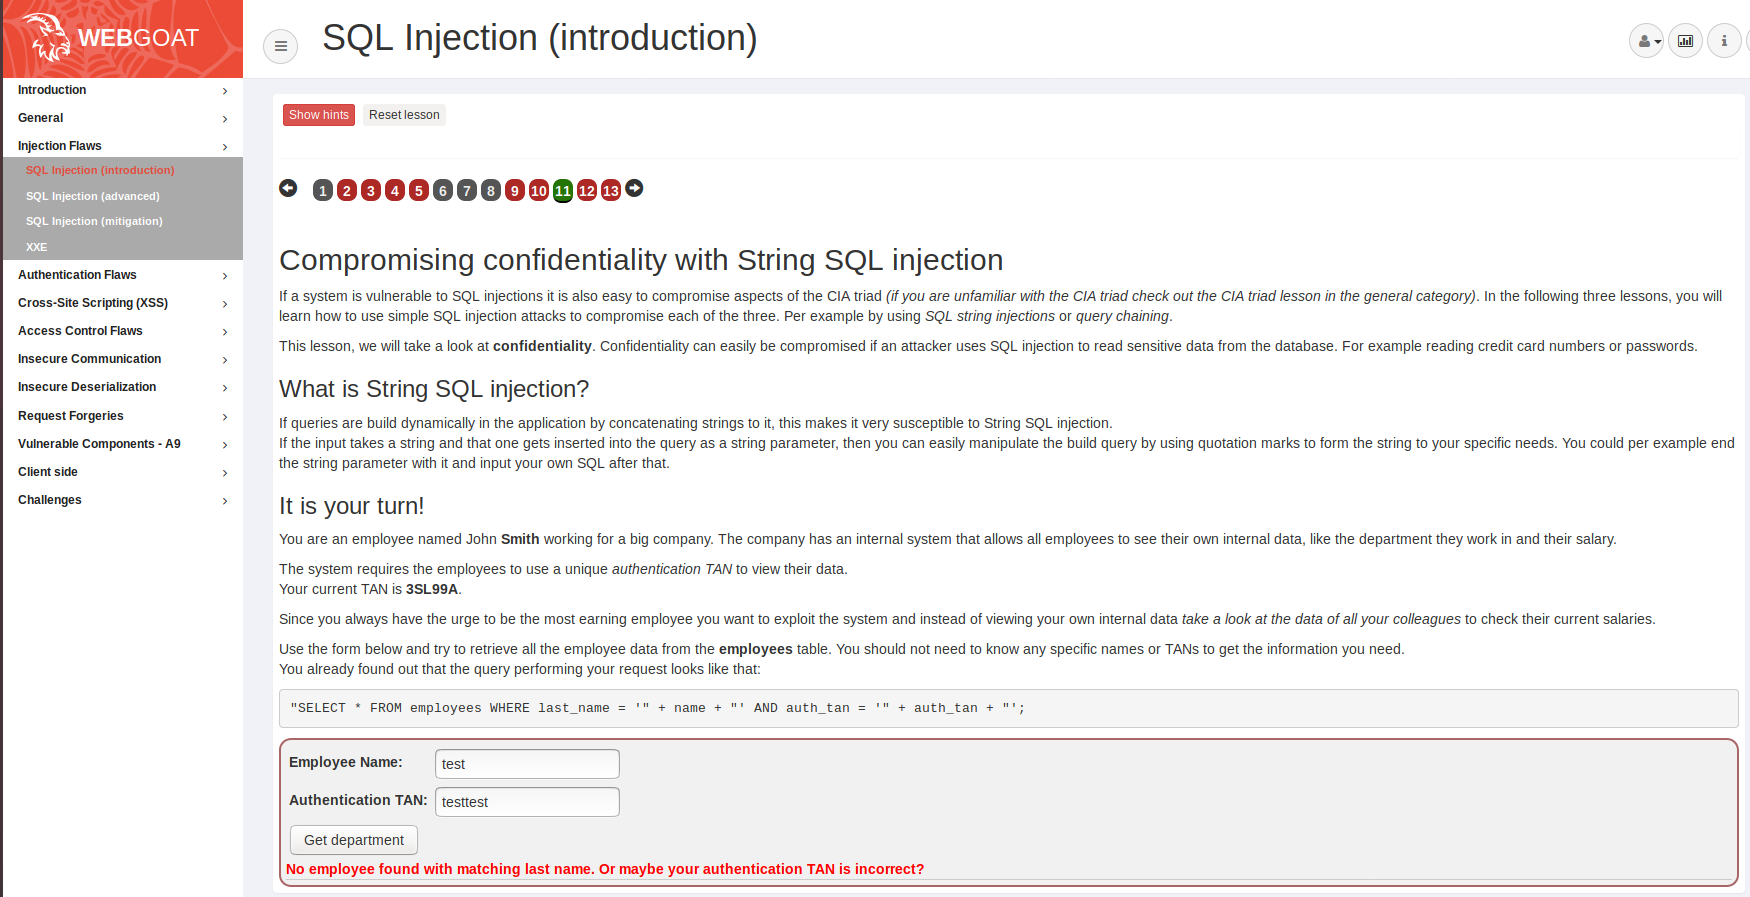 WEBGOAT
SQL Injection (introduction)
Introduction
General
Injection Flaws
SQL Injection (introduction)
SQL Injection (advanced)
SQL Injection (mitigation)
XXE
Authentication Flaws
Cross-Site Scripting (XSS)
Access Control Flaws
Insecure Communication
Insecure Deserialization
Request Forgeries
Vulnerable Components - A9
Client side
Challenges
Show hints Reset lesson
1 2 3 4 5 6 7 8 9 10 11 12 13
Compromising confidentiality with String SQL injection
If a system is vulnerable to SQL injections it is also easy to compromise aspects of the CIA triad (if you are unfamiliar with the CIA triad check out the CIA triad lesson in the general category). In the following three lessons, you will
learn how to use simple SQL injection attacks to compromise each of the three. Per example by using SQL string injections or query chaining.
This lesson, we will take a look at confidentiality. Confidentiality can easily be compromised if an attacker uses SQL injection to read sensitive data from the database. For example reading credit card numbers or passwords.
What is String SQL injection?
If queries are build dynamically in the application by concatenating strings to it, this makes it very susceptible to String SQL injection.
If the input takes a string and that one gets inserted into the query as a string parameter, then you can easily manipulate the build query by using quotation marks to form the string to your specific needs. You could per example end
the string parameter with it and input your own SQL after that.
It is your turn!
You are an employee named John Smith working for a big company. The company has an internal system that allows all employees to see their own internal data, like the department they work in and their salary.
The system requires the employees to use a unique authentication TAN to view their data.
Your current TAN is 3SL99A.
Since you always have the urge to be the most earning employee you want to exploit the system and instead of viewing your own internal data take a look at the data of all your colleagues to check their current salaries.
Use the form below and try to retrieve all the employee data from the employees table. You should not need to know any specific names or TANs to get the information you need.
You already found out that the query performing your request looks like that:
"SELECT * FROM employees WHERE last_name = '" + name + "' AND auth_tan = '" + auth_tan + "';
Employee Name: test
Authentication TAN: testtest
Get department
No employee found with matching last name. Or maybe your authentication TAN is incorrect?